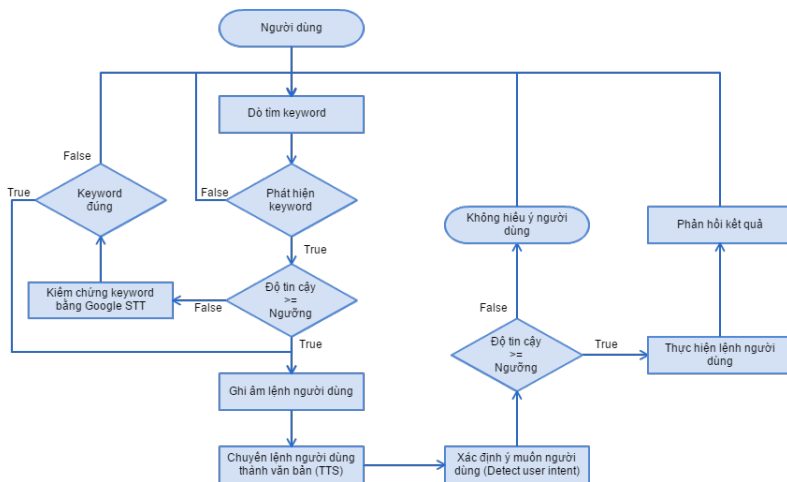 Người dùng
Dò tìm keyword
False
True
Keyword
đúng
False
Phát hiện
keyword
Không hiểu ý người
dùng
Phản hồi kết quả
True
Kiểm chứng keyword
bằng Google STT
False
Độ tin cậy
>=
Ngưỡng
True
False
Độ tin cậy
>=
Ngưỡng
True
Thực hiện lệnh người
dùng
Ghi âm lệnh người dùng
Chuyển lệnh người dùng
thành văn bản (TTS)
Xác định ý muốn người
dùng (Detect user intent)